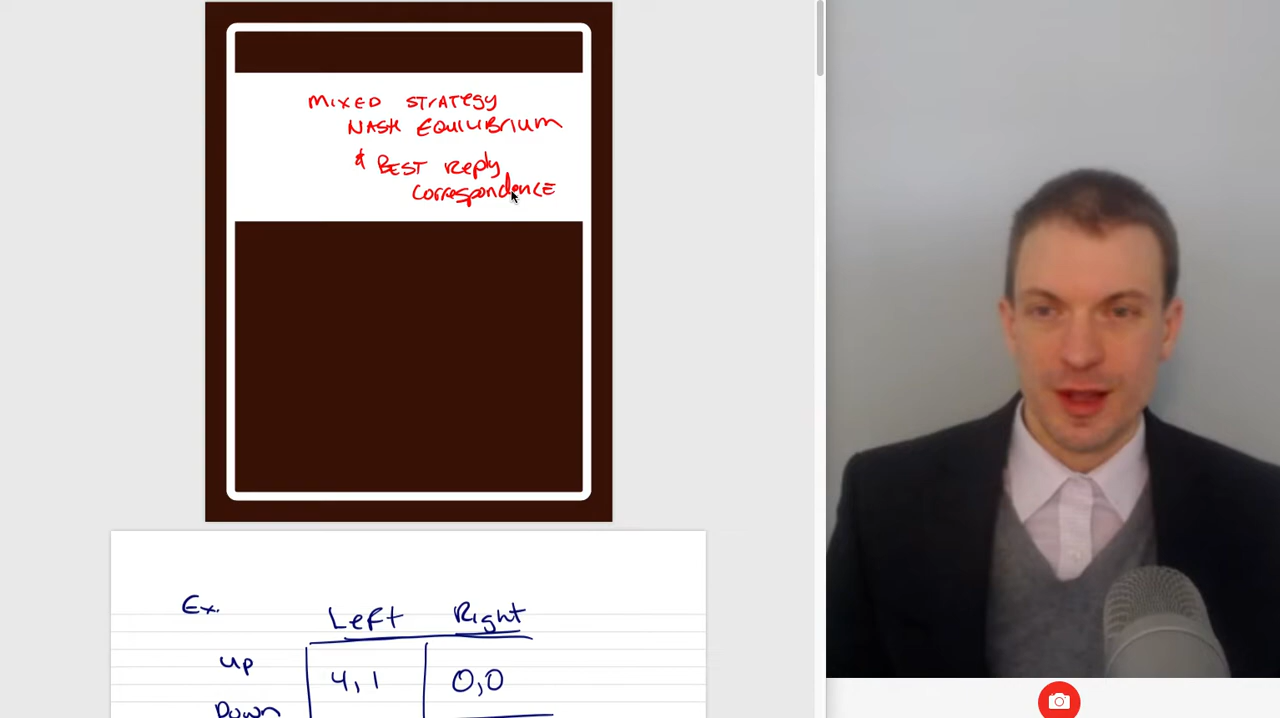 MIXED STRATEGY
NASH EQUILIBRIUM
& BEST Reply
CorrespondENCE
Ex.
Left Right
Up 4,1 0,0
Down